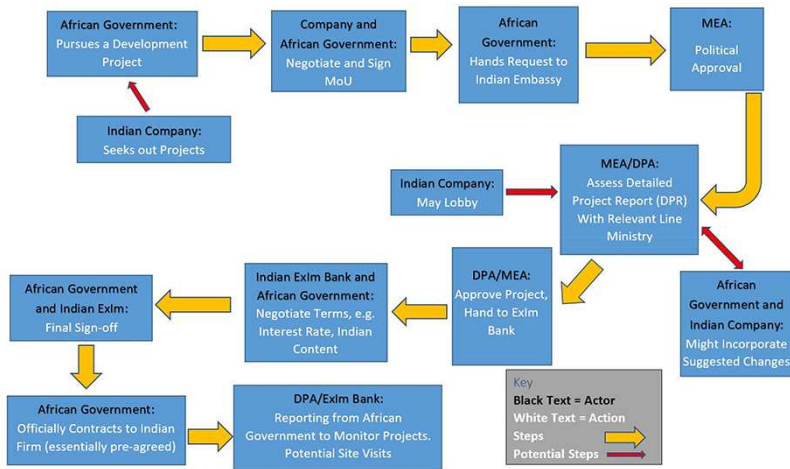 African Government:
Pursues a Development
Project
Company and
African Government:
Negotiate and Sign
MoU
African
Government:
Hands Request to
Indian Embassy
MEA:
Political
Approval
Indian Company:
Seeks out Projects
Indian Company:
May Lobby
MEA/DPA:
Assess Detailed
Project Report (DPR)
With Relevant Line
Ministry
African
Government and
Indian Company:
Might Incorporate
Suggested Changes
DPA/MEA:
Approve Project,
Hand to ExIm
Bank
Indian ExIm Bank and
African Government:
Negotiate Terms, e.g.
Interest Rate, Indian
Content
African Government
and Indian ExIm:
Final Sign-off
African Government:
Officially Contracts to Indian
Firm (essentially pre-agreed)
DPA/ExIm Bank:
Reporting from African
Government to Monitor Projects.
Potential Site Visits
Key
Black Text = Actor
White Text = Action
Steps
Potential Steps